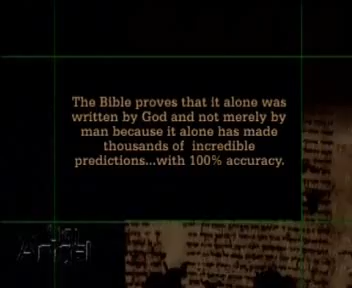 The Bible proves that it alone was
written by God and not merely by
man because it alone has made
thousands of incredible
predictions...with 100% accuracy.